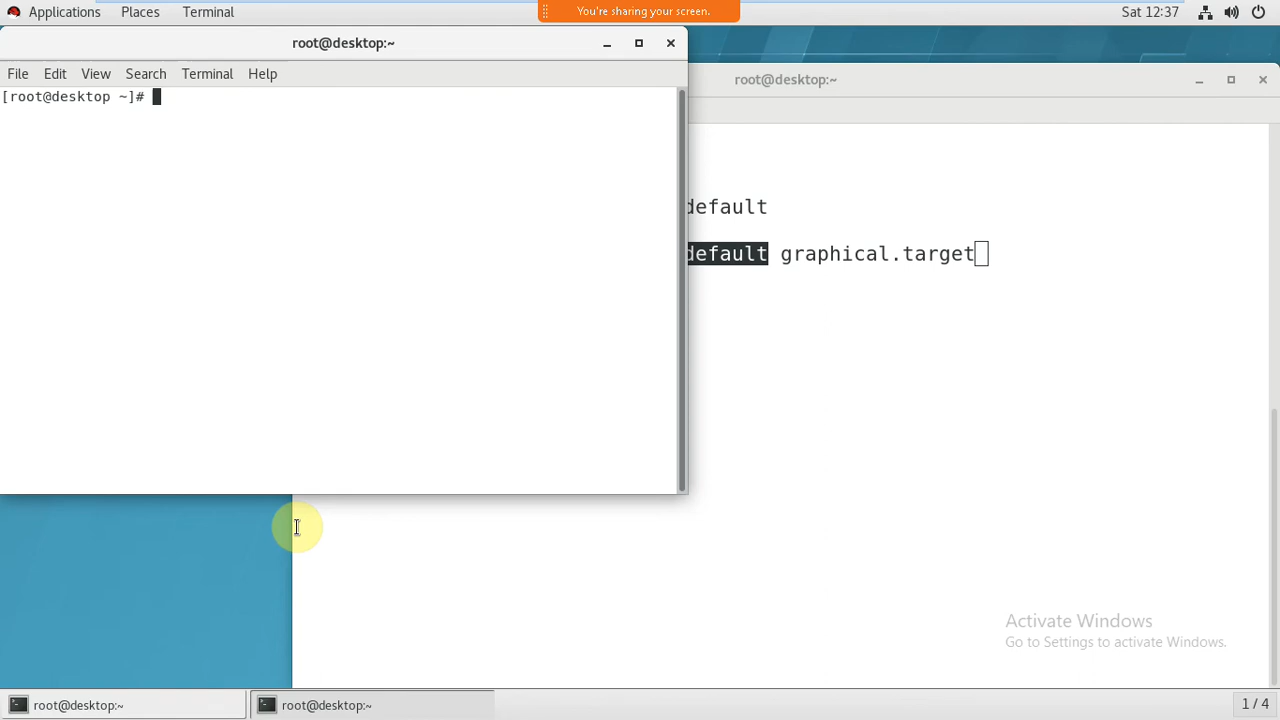 Applications Places Terminal
You're sharing your screen.
Sat 12:37
root@desktop:~
File Edit View Search Terminal Help
[root@desktop ~]#
root@desktop:~
default
default graphical.target
Activate Windows
Go to Settings to activate Windows.
root@desktop:~
root@desktop:~
1 / 4